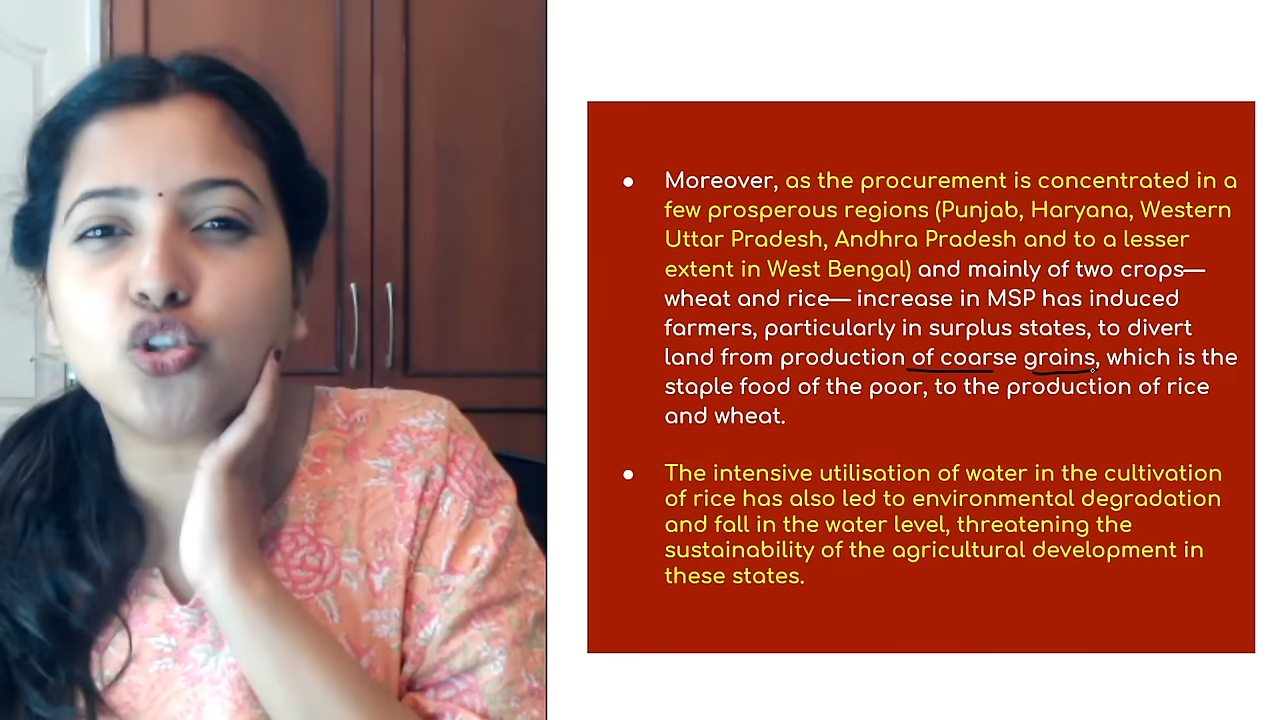 ● Moreover, as the procurement is concentrated in a
few prosperous regions (Punjab, Haryana, Western
Uttar Pradesh, Andhra Pradesh and to a lesser
extent in West Bengal) and mainly of two crops—
wheat and rice— increase in MSP has induced
farmers, particularly in surplus states, to divert
land from production of coarse grains, which is the
staple food of the poor, to the production of rice
and wheat.
● The intensive utilisation of water in the cultivation
of rice has also led to environmental degradation
and fall in the water level, threatening the
sustainability of the agricultural development in
these states.